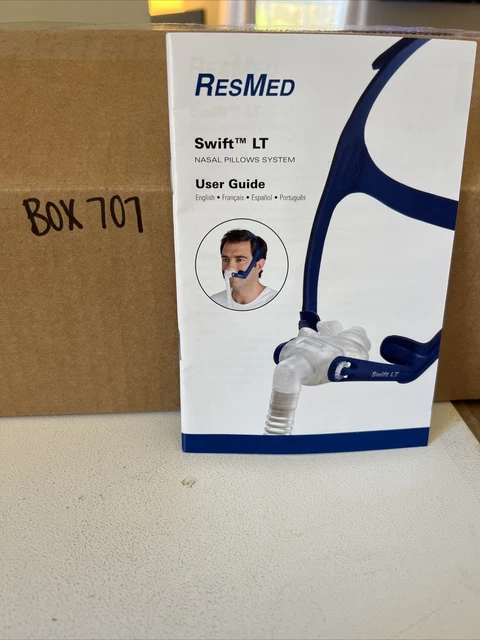 BOX 707
RESMED
Swift™ LT
NASAL PILLOWS SYSTEM
User Guide
English • Français • Español • Português
Swift LT